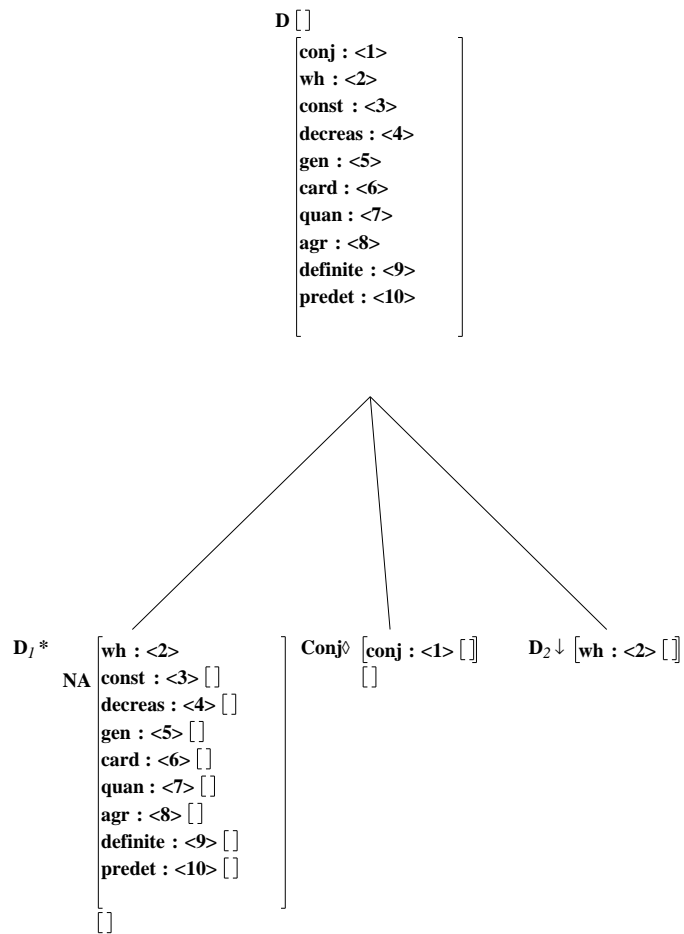 D []
conj : <1>
wh : <2>
const : <3>
decreas : <4>
gen : <5>
card : <6>
quan : <7>
agr : <8>
definite : <9>
predet : <10>
D1 *
NA
wh : <2>
const : <3> []
decreas : <4> []
gen : <5> []
card : <6> []
quan : <7> []
agr : <8> []
definite : <9> []
predet : <10> []
[]
Conj◊ [conj : <1> []]
[]
D2 ↓ [wh : <2> []]